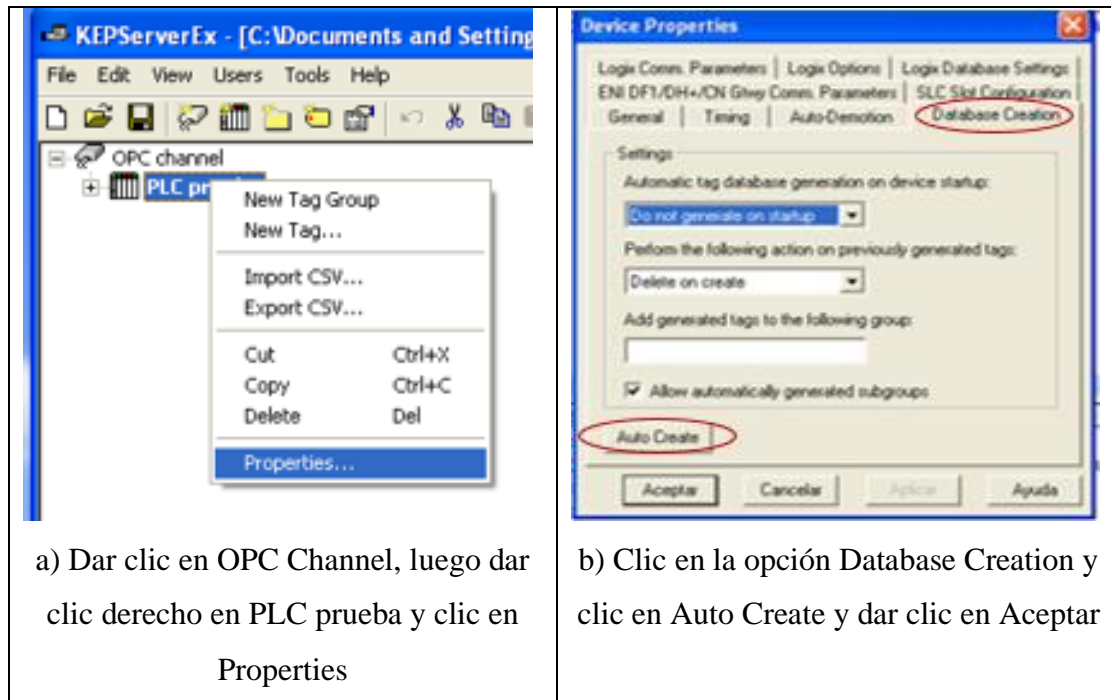 KEPServerEx - [C:\Documents and Setting
File Edit View Users Tools Help
OPC channel
PLC pr
New Tag Group
New Tag...
Import CSV...
Export CSV...
Cut Ctrl+X
Copy Ctrl+C
Delete Del
Properties...
a) Dar clic en OPC Channel, luego dar
clic derecho en PLC prueba y clic en
Properties
Device Properties
Logix Comm. Parameters Logix Options Logix Database Settings
ENI DF1/DH+/CN Gtwy Comm. Parameters SLC Slot Configuration
General Timing Auto-Demotion Database Creation
Settings
Automatic tag database generation on device startup:
Do not generate on startup
Perform the following action on previously generated tags:
Delete on create
Add generated tags to the following group:
Allow automatically generated subgroups
Auto Create
Aceptar Cancelar Aplicar Ayuda
b) Clic en la opción Database Creation y
clic en Auto Create y dar clic en Aceptar